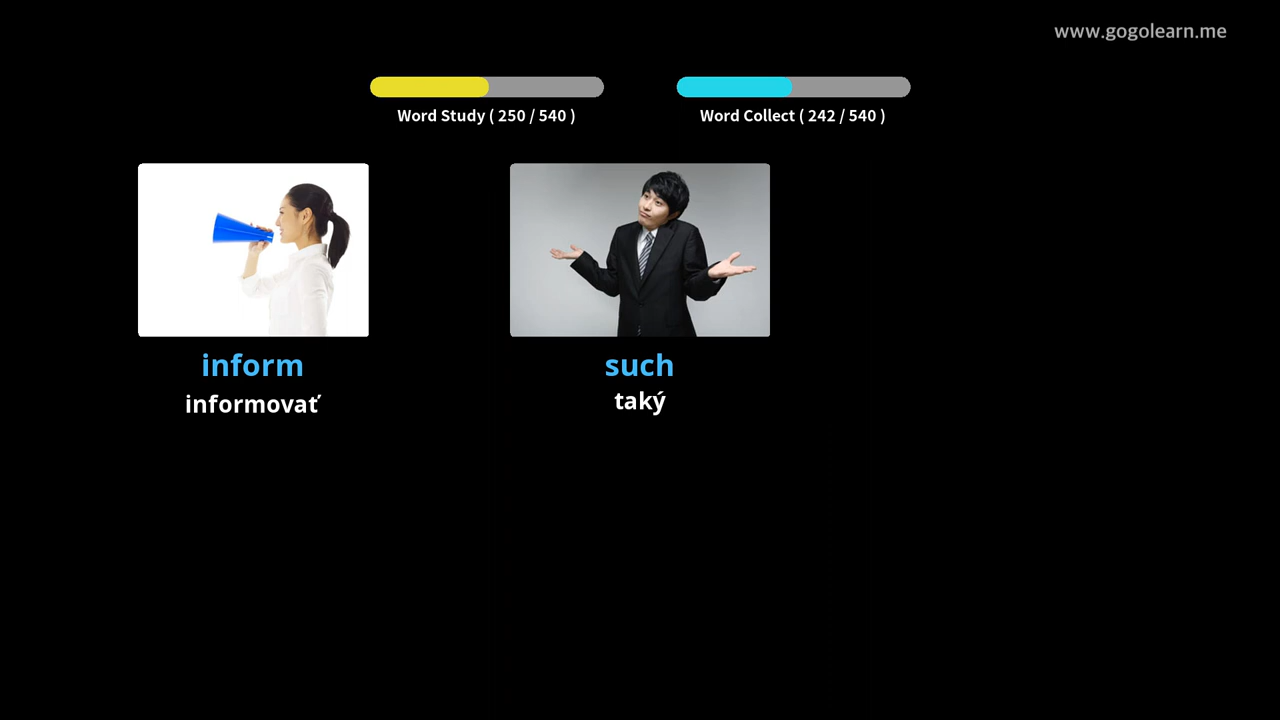 www.gogolearn.me
Word Study ( 250 / 540 )
Word Collect ( 242 / 540 )
inform
informovať
such
taký